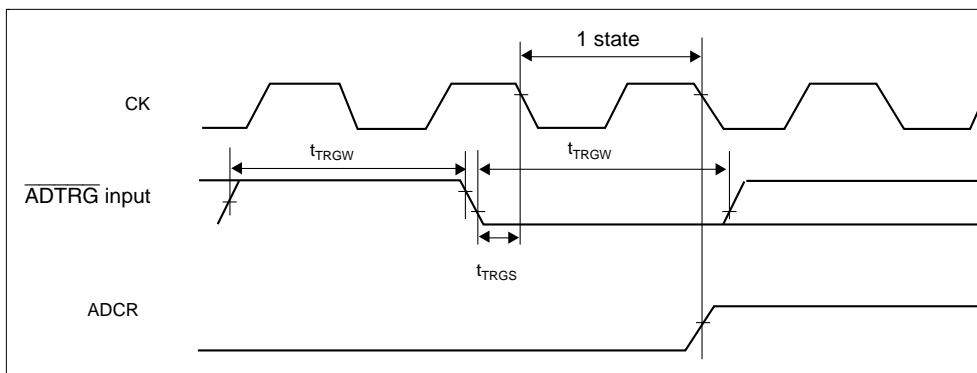 1 state
CK
tTRGW
tTRGW
ADTRG input
tTRGS
ADCR